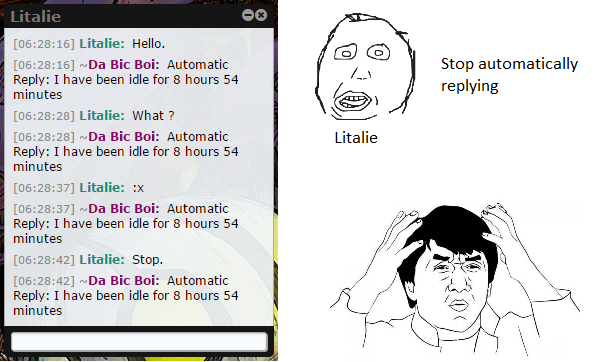 Litalie
[06:28:16] Litalie: Hello.
[06:28:16] ~Da Bic Boi: Automatic
Reply: I have been idle for 8 hours 54
minutes
[06:28:28] Litalie: What ?
[06:28:28] ~Da Bic Boi: Automatic
Reply: I have been idle for 8 hours 54
minutes
[06:28:37] Litalie: :x
[06:28:37] ~Da Bic Boi: Automatic
Reply: I have been idle for 8 hours 54
minutes
[06:28:42] Litalie: Stop.
[06:28:42] ~Da Bic Boi: Automatic
Reply: I have been idle for 8 hours 54
minutes
Stop automatically
replying
Litalie